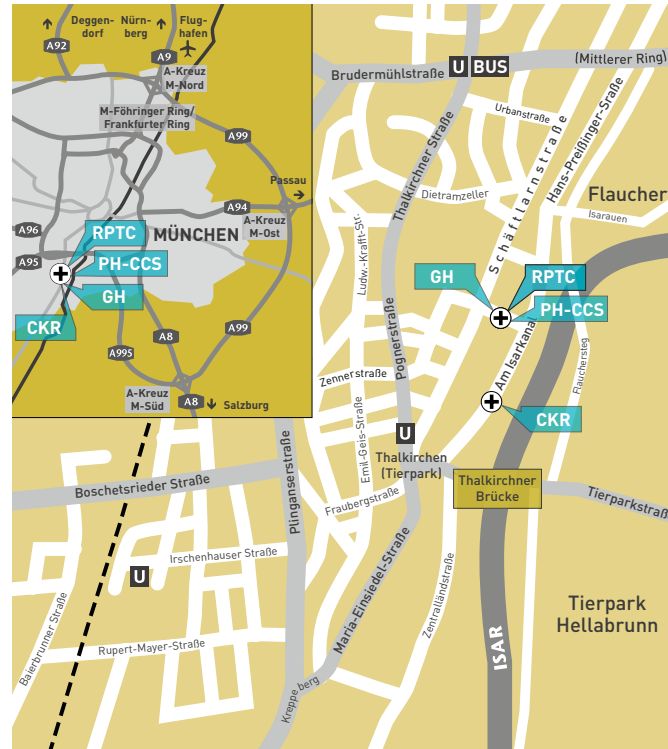 Deggen-
dorf
Nürn-
berg
Flug-
hafen
A92
A9
A-Kreuz
M-Nord
M-Föhringer Ring/
Frankfurter Ring
A99
Passau
A94
A-Kreuz
M-Ost
A96
A95
MÜNCHEN
RPTC
PH-CCS
GH
CKR
A8
A99
A995
A-Kreuz
M-Süd
A8
Salzburg
U BUS
(Mittlerer Ring)
Brudermühlstraße
Urbanstraße
Thalkirchner Straße
Schäftlarnstraße
Hans-Preißinger-Sraße
Dietramzeller
Flaucher
Isarauen
Ludw.-Krafft-Str.
GH
RPTC
PH-CCS
Pognerstraße
Am Isarkanal
Flauchersteg
Zennerstraße
CKR
Emil-Geis-Straße
U
Thalkirchen
(Tierpark)
Thalkirchner
Brücke
Boschetsrieder Straße
Plinganserstraße
Fraubergstraße
Tierparkstraß
Irschenhauser Straße
U
Maria-Einsiedel-Straße
Zentralländstraße
Tierpark
Hellabrunn
Baierbrunner Straße
Rupert-Mayer-Straße
ISAR
Kreppe berg